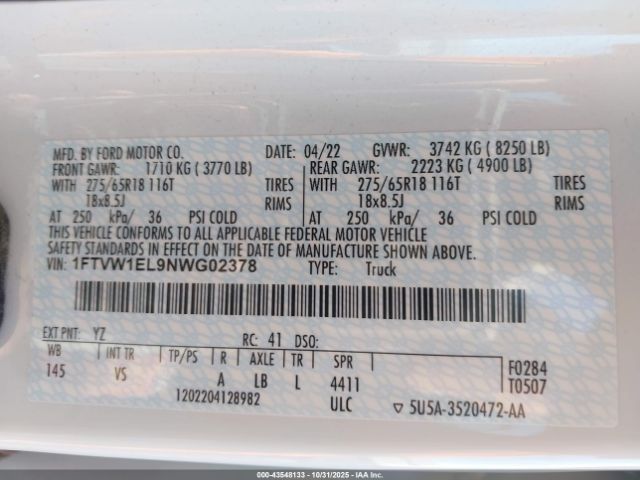 MFD. BY FORD MOTOR CO. DATE: 04/22 GVWR: 3742 KG ( 8250 LB)
FRONT GAWR: 1710 KG ( 3770 LB) REAR GAWR: 2223 KG ( 4900 LB)
WITH 275/65R18 116T TIRES WITH 275/65R18 116T TIRES
18x8.5J RIMS 18x8.5J RIMS
AT 250 kPa/ 36 PSI COLD AT 250 kPa/ 36 PSI COLD
THIS VEHICLE CONFORMS TO ALL APPLICABLE FEDERAL MOTOR VEHICLE
SAFETY STANDARDS IN EFFECT ON THE DATE OF MANUFACTURE SHOWN ABOVE.
VIN: 1FTVW1EL9NWG02378 TYPE: Truck
EXT PNT: YZ RC: 41 DSO:
WB INT TR TP/PS R AXLE TR SPR F0284
145 VS A LB L 4411 T0507
1202204128982 ULC ▽ 5U5A-3520472-AA
© IAA 43548133 - 10/31/2025 - IAAI.com